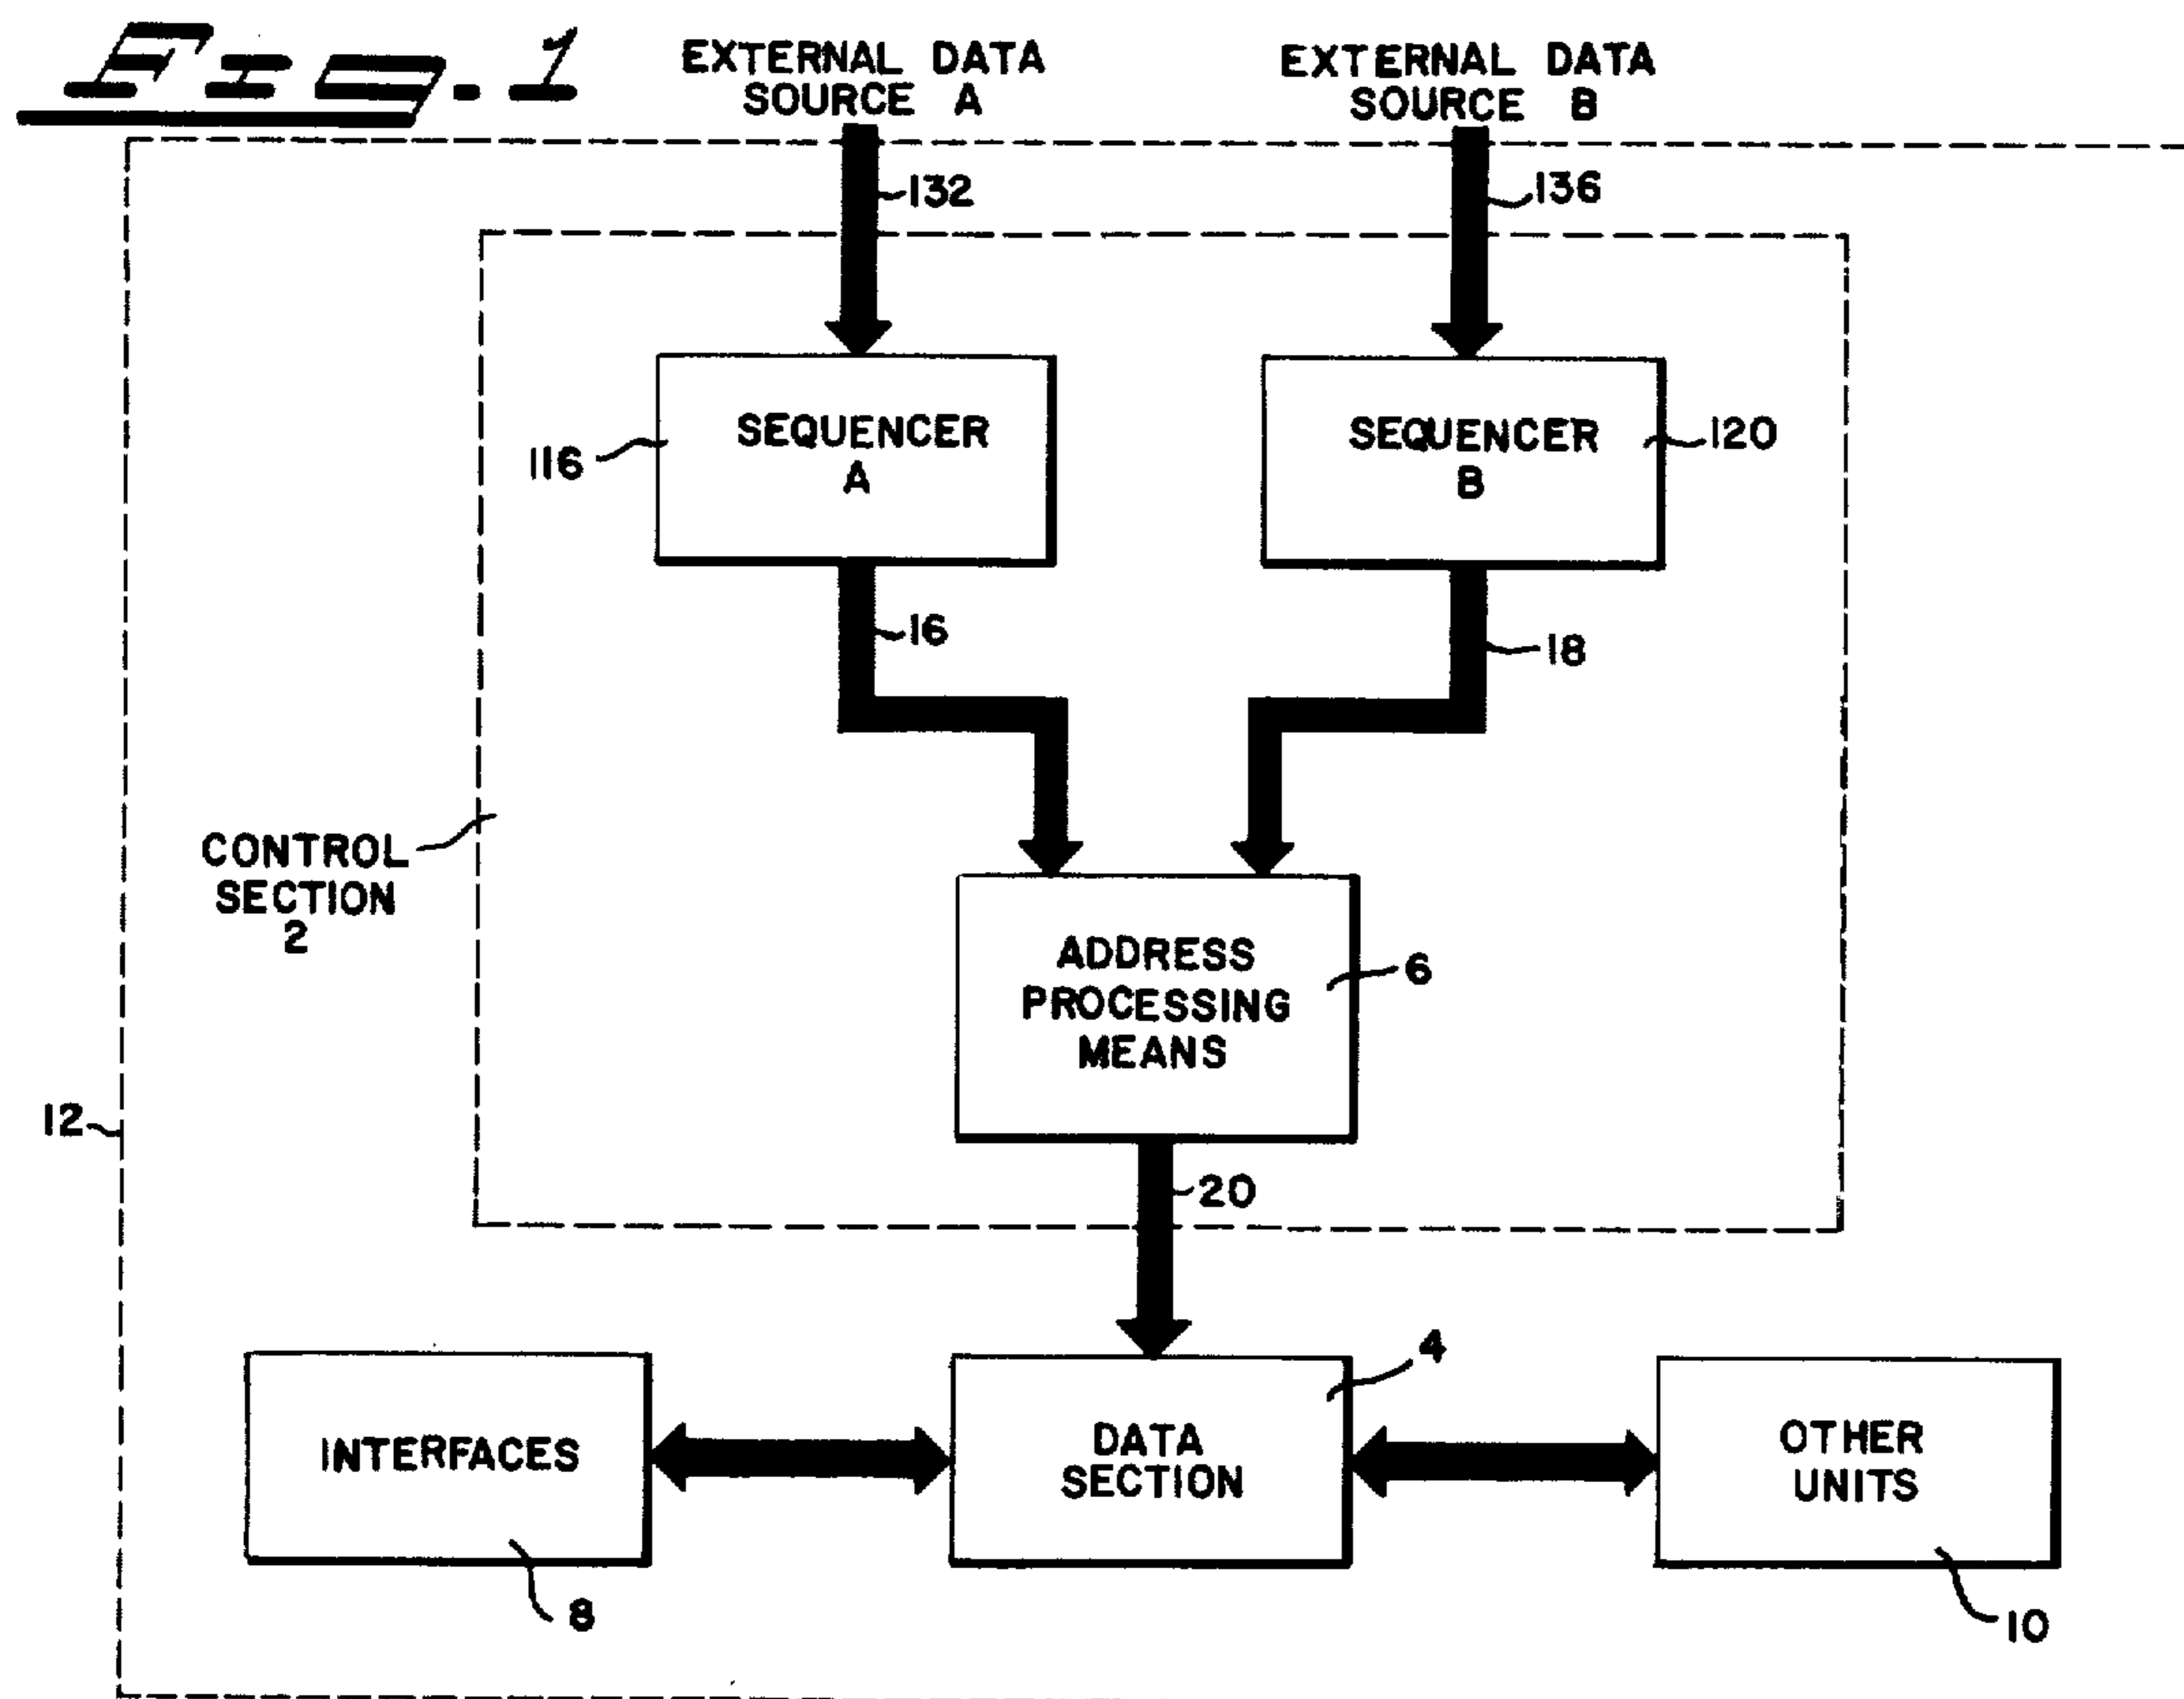 Fig. 1
EXTERNAL DATA
SOURCE A
EXTERNAL DATA
SOURCE B
132
136
SEQUENCER
A
116
SEQUENCER
B
120
16
18
CONTROL
SECTION
2
ADDRESS
PROCESSING
MEANS
6
12
20
4
INTERFACES
DATA
SECTION
OTHER
UNITS
8
10